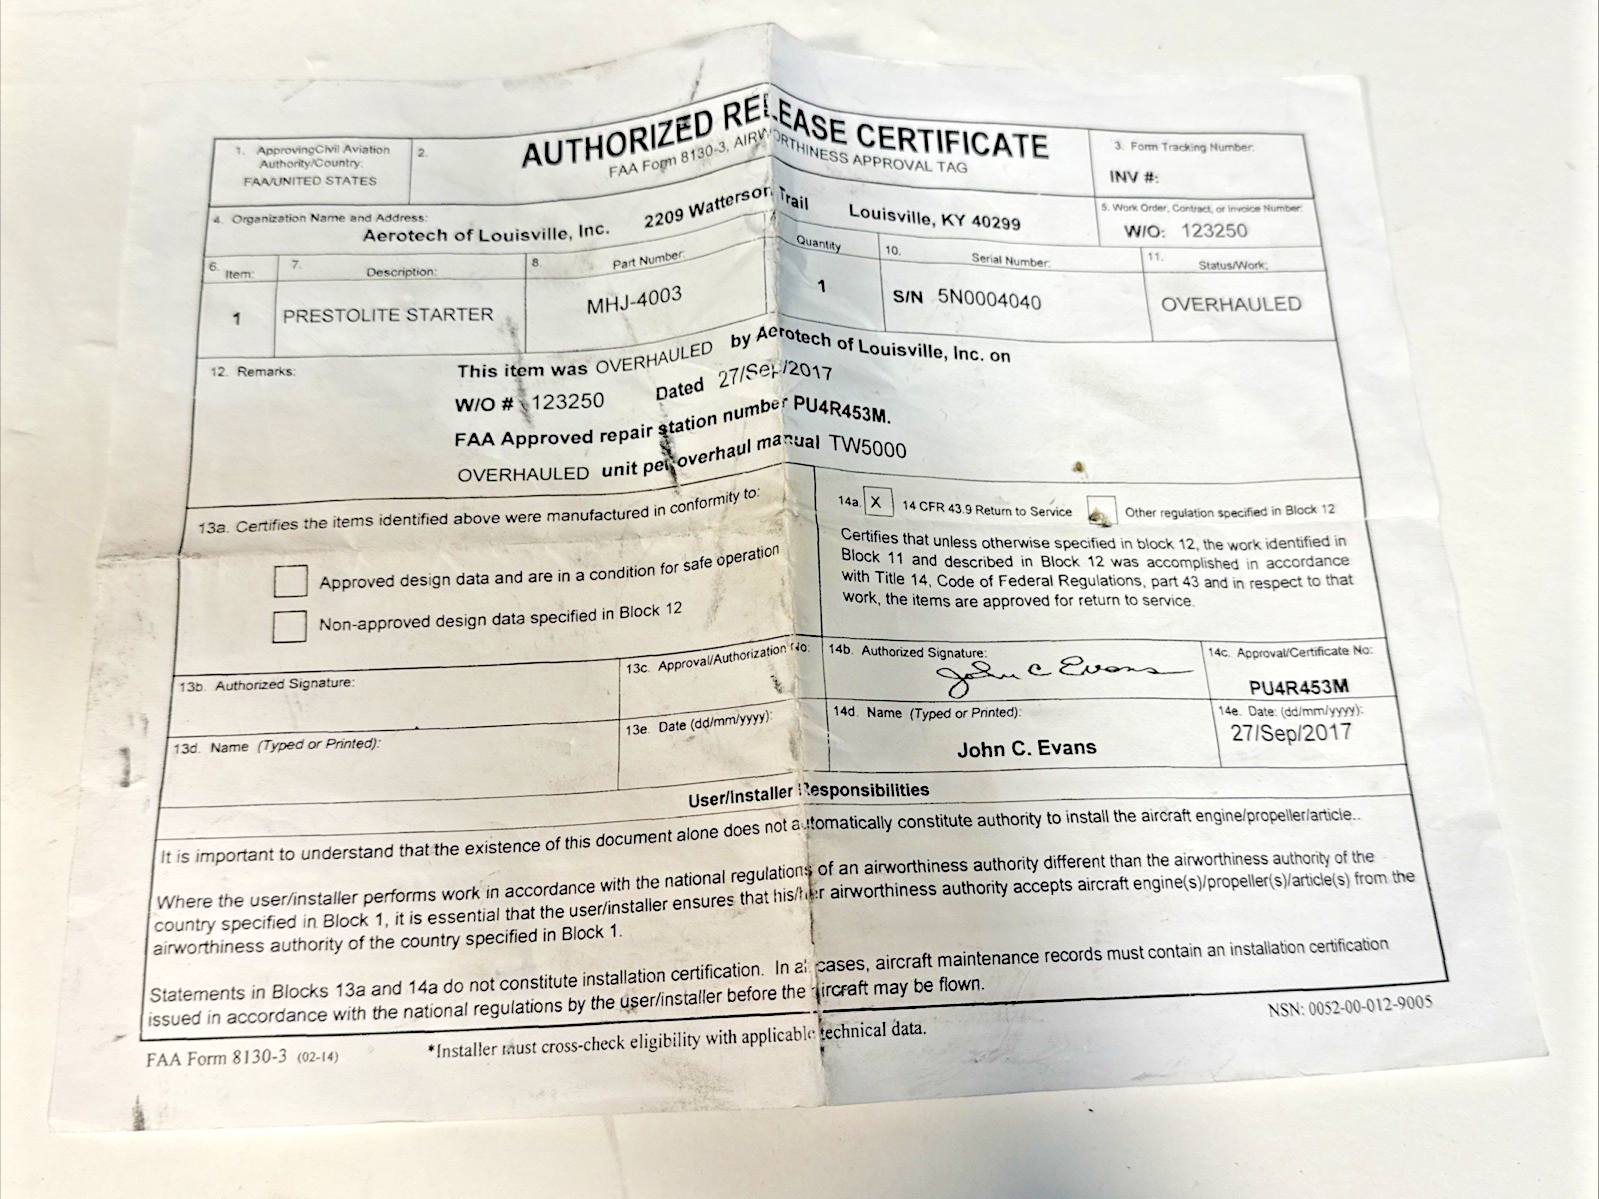 AUTHORIZED RELEASE CERTIFICATE
FAA Form 8130-3, AIRWORTHINESS APPROVAL TAG
1. ApprovingCivil Aviation
Authority/Country:
FAA/UNITED STATES
2.
3. Form Tracking Number:
INV #:
4. Organization Name and Address:
Aerotech of Louisville, Inc. 2209 Watterson Trail Louisville, KY 40299
5. Work Order, Contract, or Invoice Number:
W/O: 123250
6. Item:
1
7. Description:
PRESTOLITE STARTER
8. Part Number:
MHJ-4003
Quantity
1
10. Serial Number:
S/N 5N0004040
11. Status/Work:
OVERHAULED
12. Remarks:
This item was OVERHAULED by Aerotech of Louisville, Inc. on
W/O # 123250 Dated 27/Sep/2017
FAA Approved repair station number PU4R453M.
OVERHAULED unit per overhaul manual TW5000
13a. Certifies the items identified above were manufactured in conformity to:
Approved design data and are in a condition for safe operation
Non-approved design data specified in Block 12
14a. X 14 CFR 43.9 Return to Service Other regulation specified in Block 12
Certifies that unless otherwise specified in block 12, the work identified in
Block 11 and described in Block 12 was accomplished in accordance
with Title 14, Code of Federal Regulations, part 43 and in respect to that
work, the items are approved for return to service.
13b. Authorized Signature:
13c. Approval/Authorization No:
14b. Authorized Signature:
John C Evans
14c. Approval/Certificate No:
PU4R453M
13d. Name (Typed or Printed):
13e. Date (dd/mm/yyyy):
14d. Name (Typed or Printed):
John C. Evans
14e. Date: (dd/mm/yyyy):
27/Sep/2017
User/Installer Responsibilities
It is important to understand that the existence of this document alone does not automatically constitute authority to install the aircraft engine/propeller/article..
Where the user/installer performs work in accordance with the national regulations of an airworthiness authority different than the airworthiness authority of the
country specified in Block 1, it is essential that the user/installer ensures that his/her airworthiness authority accepts aircraft engine(s)/propeller(s)/article(s) from the
airworthiness authority of the country specified in Block 1.
Statements in Blocks 13a and 14a do not constitute installation certification. In all cases, aircraft maintenance records must contain an installation certification
issued in accordance with the national regulations by the user/installer before the aircraft may be flown.
FAA Form 8130-3 (02-14)
*Installer must cross-check eligibility with applicable technical data.
NSN: 0052-00-012-9005